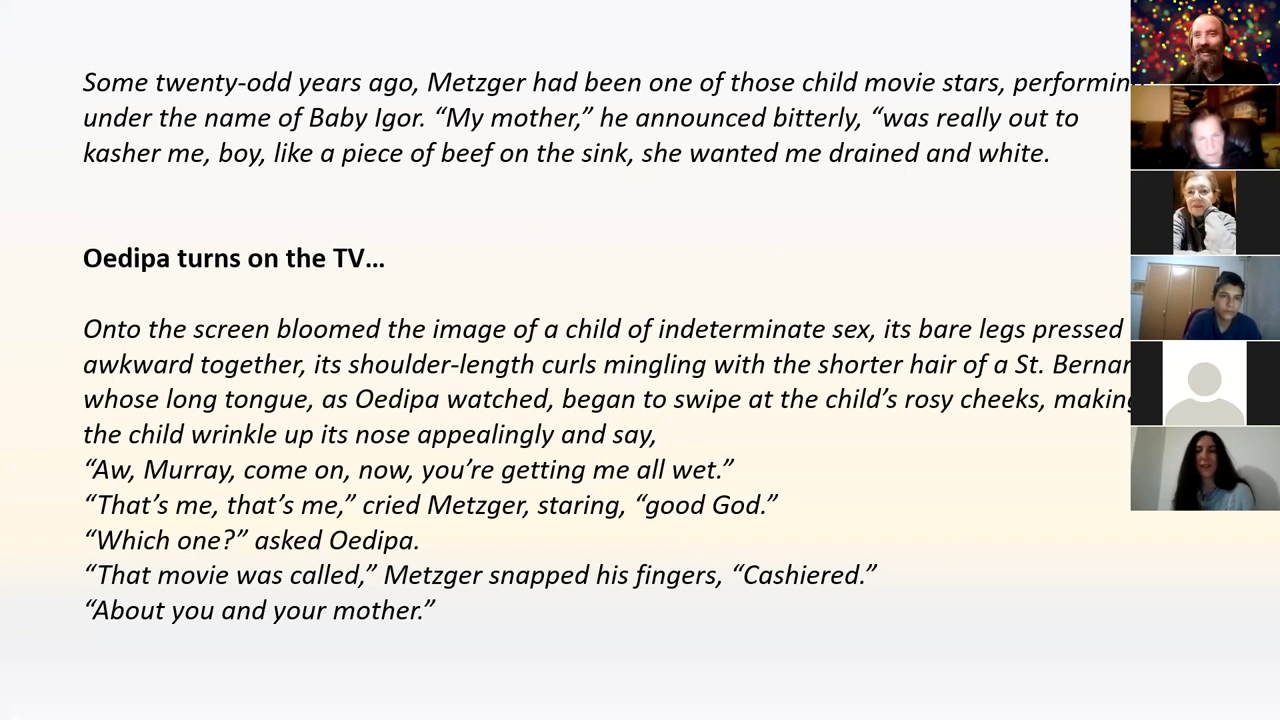 Some twenty-odd years ago, Metzger had been one of those child movie stars, performin
under the name of Baby Igor. “My mother,” he announced bitterly, “was really out to
kasher me, boy, like a piece of beef on the sink, she wanted me drained and white.
Oedipa turns on the TV…
Onto the screen bloomed the image of a child of indeterminate sex, its bare legs pressed
awkward together, its shoulder-length curls mingling with the shorter hair of a St. Bernar
whose long tongue, as Oedipa watched, began to swipe at the child’s rosy cheeks, making
the child wrinkle up its nose appealingly and say,
“Aw, Murray, come on, now, you’re getting me all wet.”
“That’s me, that’s me,” cried Metzger, staring, “good God.”
“Which one?” asked Oedipa.
“That movie was called,” Metzger snapped his fingers, “Cashiered.”
“About you and your mother.”